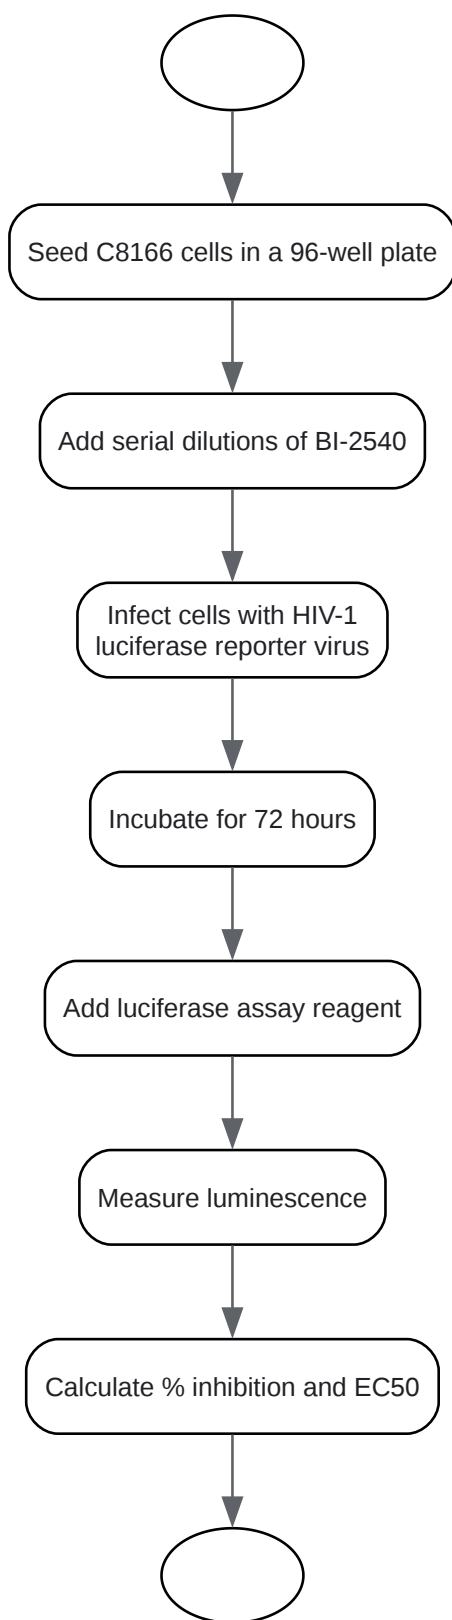 Seed C8166 cells in a 96-well plate
Add serial dilutions of BI-2540
Infect cells with HIV-1
luciferase reporter virus
Incubate for 72 hours
Add luciferase assay reagent
Measure luminescence
Calculate % inhibition and EC50